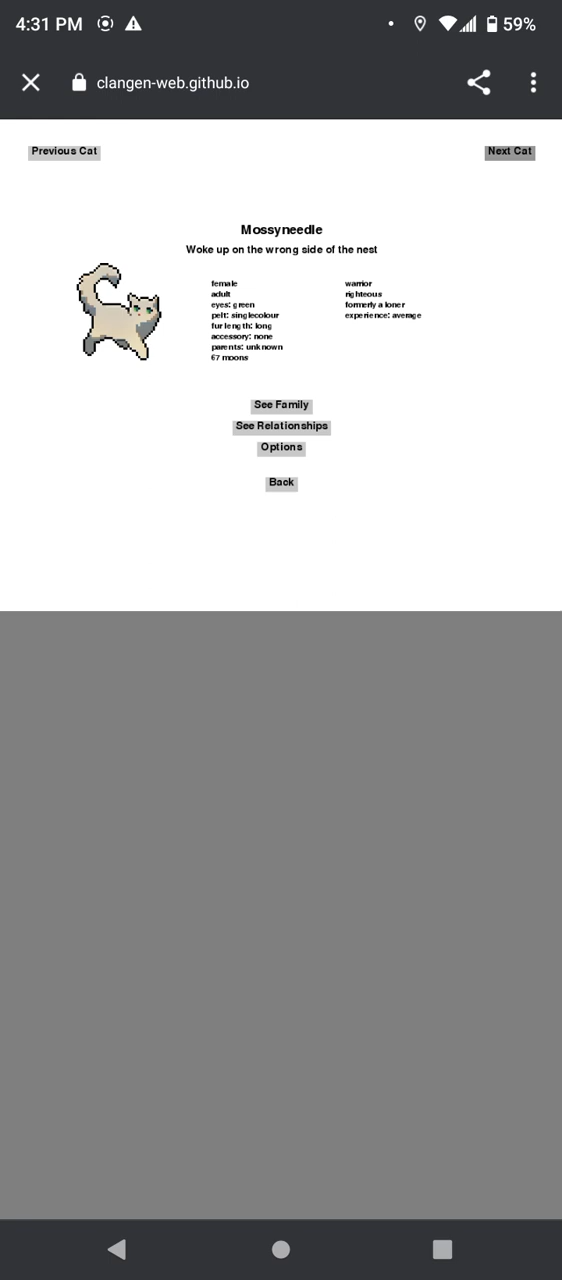 4:31 PM
59%
clangen-web.github.io
Previous Cat
Next Cat
Mossyneedle
Woke up on the wrong side of the nest
female
adult
eyes: green
pelt: singlecolour
fur length: long
accessory: none
parents: unknown
67 moons
warrior
righteous
formerly a loner
experience: average
See Family
See Relationships
Options
Back